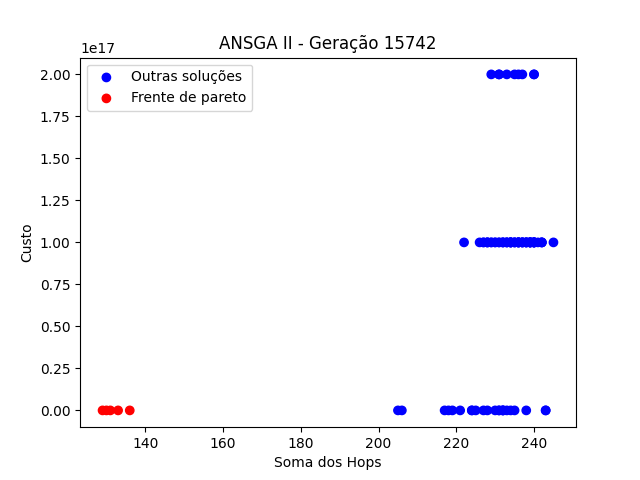 ANSGA II - Geração 15742
1e17
2.00
1.75
1.50
1.25
1.00
0.75
0.50
0.25
0.00
Custo
Outras soluções
Frente de pareto
140
160
180
200
220
240
Soma dos Hops